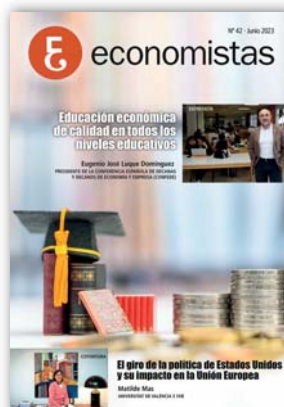 Nº 42 · Junio 2023
economistas
Educación económica
de calidad en todos los
niveles educativos
ENTREVISTA
Eugenio José Luque Domínguez
PRESIDENTE DE LA CONFERENCIA ESPAÑOLA DE DECANAS
Y DECANOS DE ECONOMÍA Y EMPRESA (CONFEDE)
COYUNTURA
El giro de la política de Estados Unidos
y su impacto en la Unión Europea
Matilde Mas
UNIVERSITAT DE VALÈNCIA E IVIE